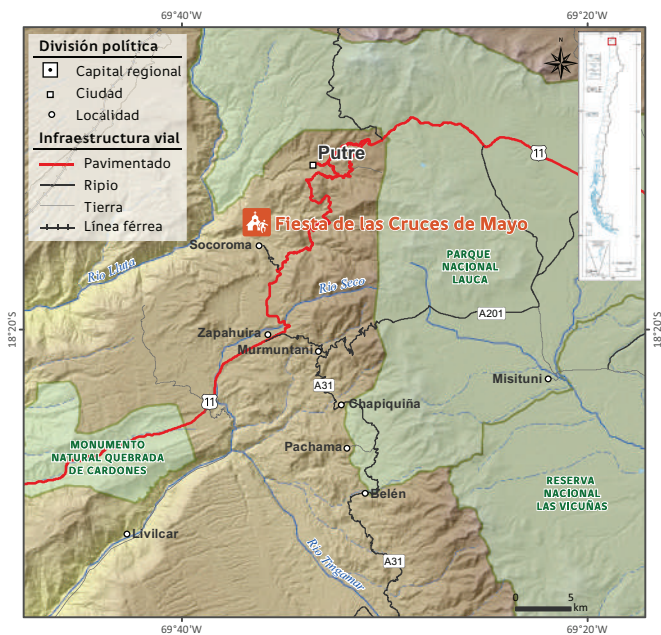 69°40'W
69°20'W
División política
Capital regional
Ciudad
Localidad
Infraestructura vial
Pavimentado
Ripio
Tierra
Línea férrea
N
CHILE
Putre
11
Fiesta de las Cruces de Mayo
Socoroma
Río Lluta
PARQUE
NACIONAL
LAUCA
Río Seco
18°20'S
18°20'S
A201
Zapahuira
Murmuntani
Misituni
A31
11
Chapiquiña
MONUMENTO
NATURAL QUEBRADA
DE CARDONES
Pachama
RESERVA
NACIONAL
LAS VICUÑAS
Belén
Livilcar
Río Tingamar
A31
0
5
km
69°40'W
69°20'W